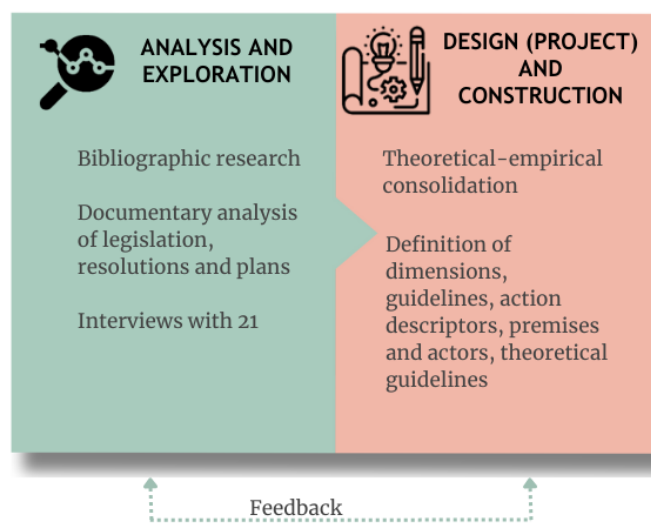 ANALYSIS AND
EXPLORATION
Bibliographic research
Documentary analysis
of legislation,
resolutions and plans
Interviews with 21
DESIGN (PROJECT)
AND
CONSTRUCTION
Theoretical-empirical
consolidation
Definition of
dimensions,
guidelines, action
descriptors, premises
and actors, theoretical
guidelines
Feedback